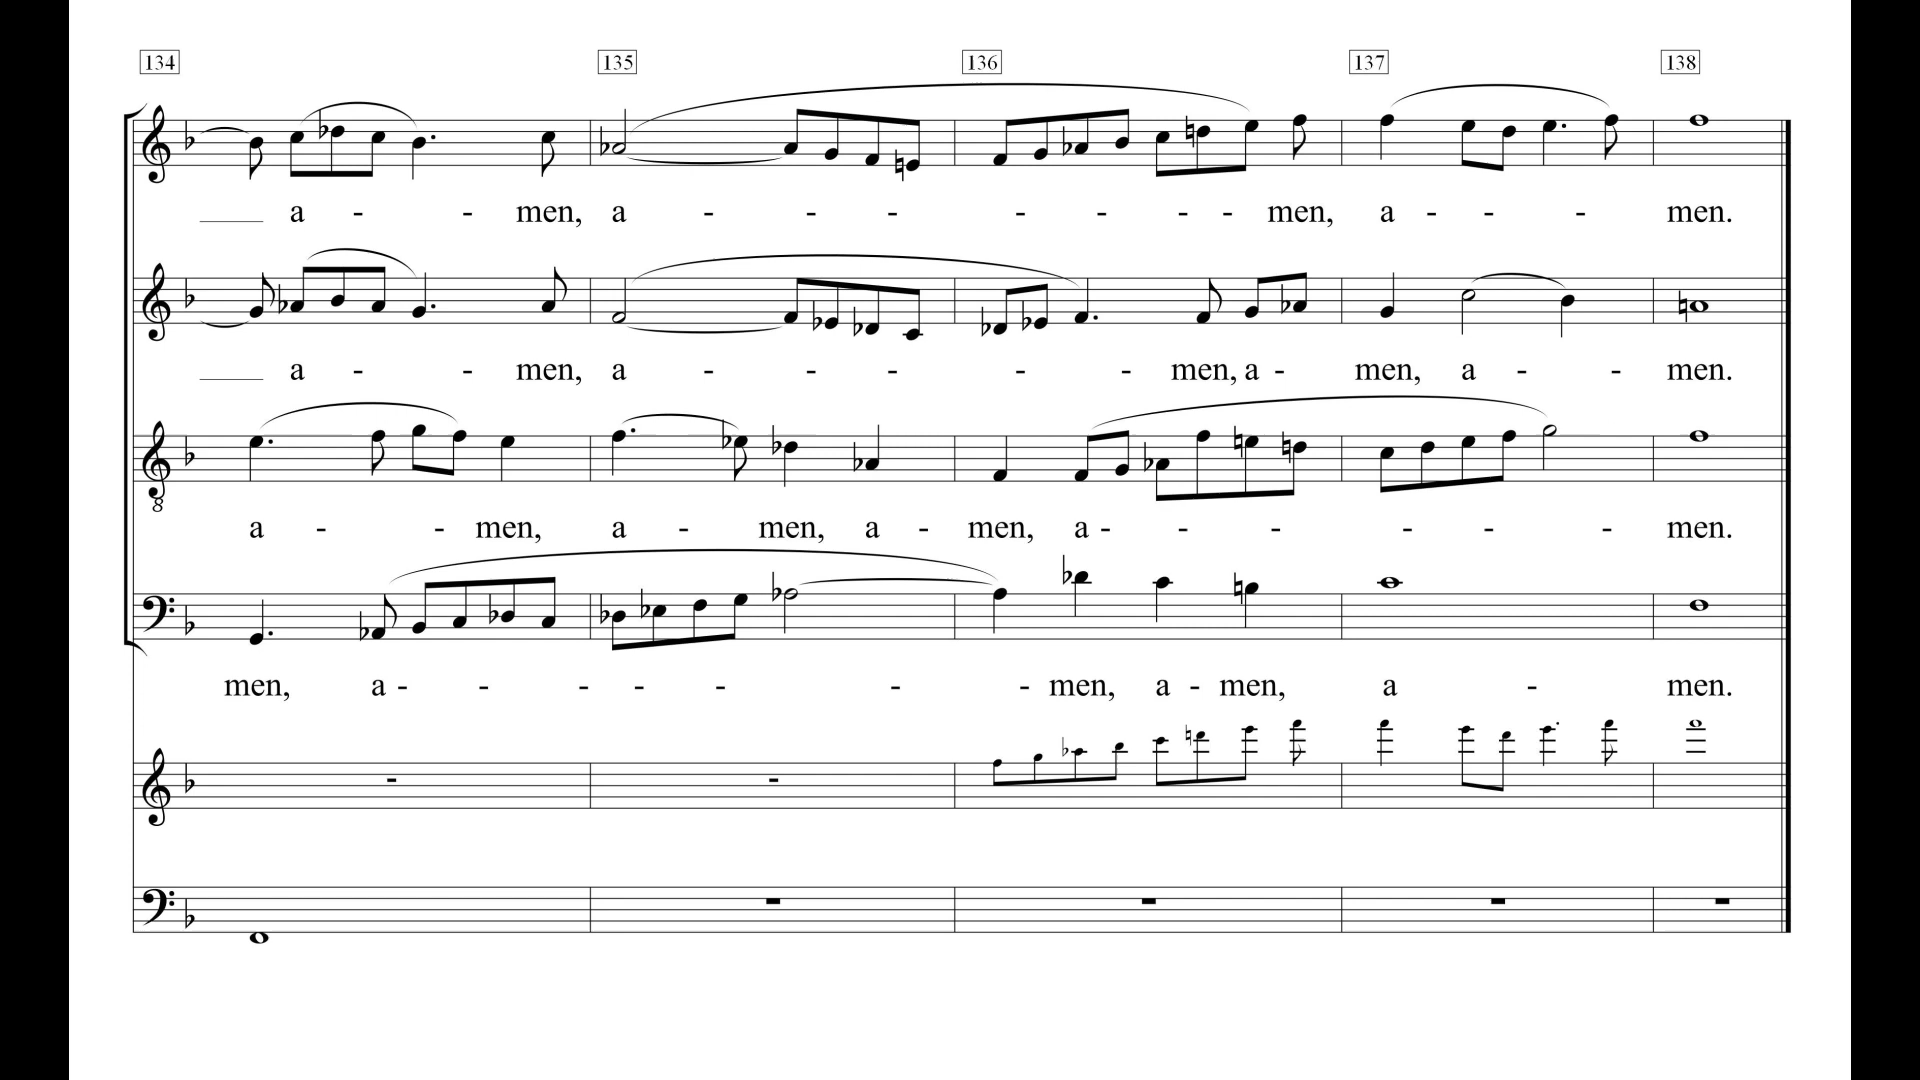 134 135 136 137 138
a - - men, a - - - - - - - men, a - - - men.
a - - men, a - - - - - men, a - men, a - - men.
8
a - - men, a - men, a - men, a - - - - - - men.
men, a - - - - - - - men, a - men, a - men.